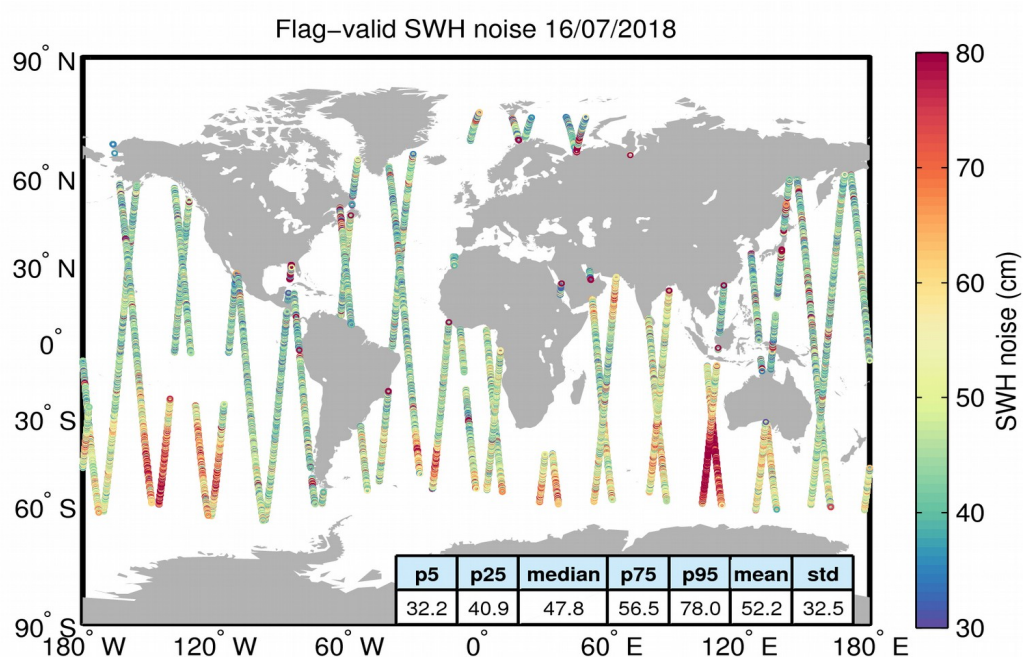 Flag−valid SWH noise 16/07/2018
90° N
60° N
30° N
0°
30° S
60° S
90° S
180° W 120° W 60° W 0° 60° E 120° E 180° E
80
70
60
50
40
30
SWH noise (cm)
p5 p25 median p75 p95 mean std
32.2 40.9 47.8 56.5 78.0 52.2 32.5